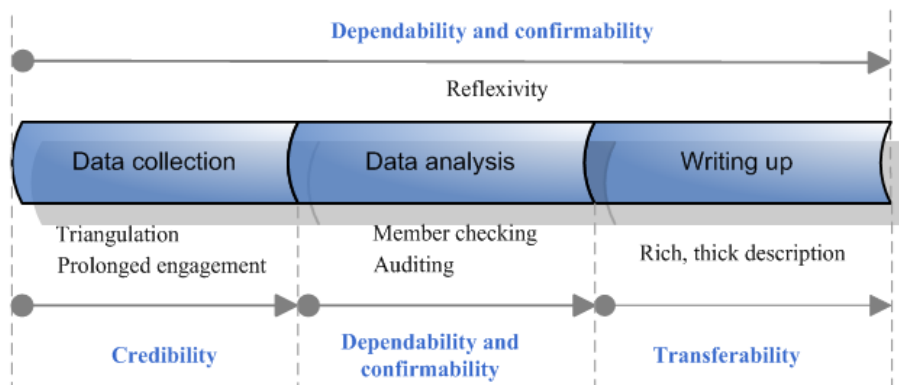 Dependability and confirmability
Reflexivity
Data collection
Data analysis
Writing up
Triangulation
Prolonged engagement
Member checking
Auditing
Rich, thick description
Credibility
Dependability and
confirmability
Transferability